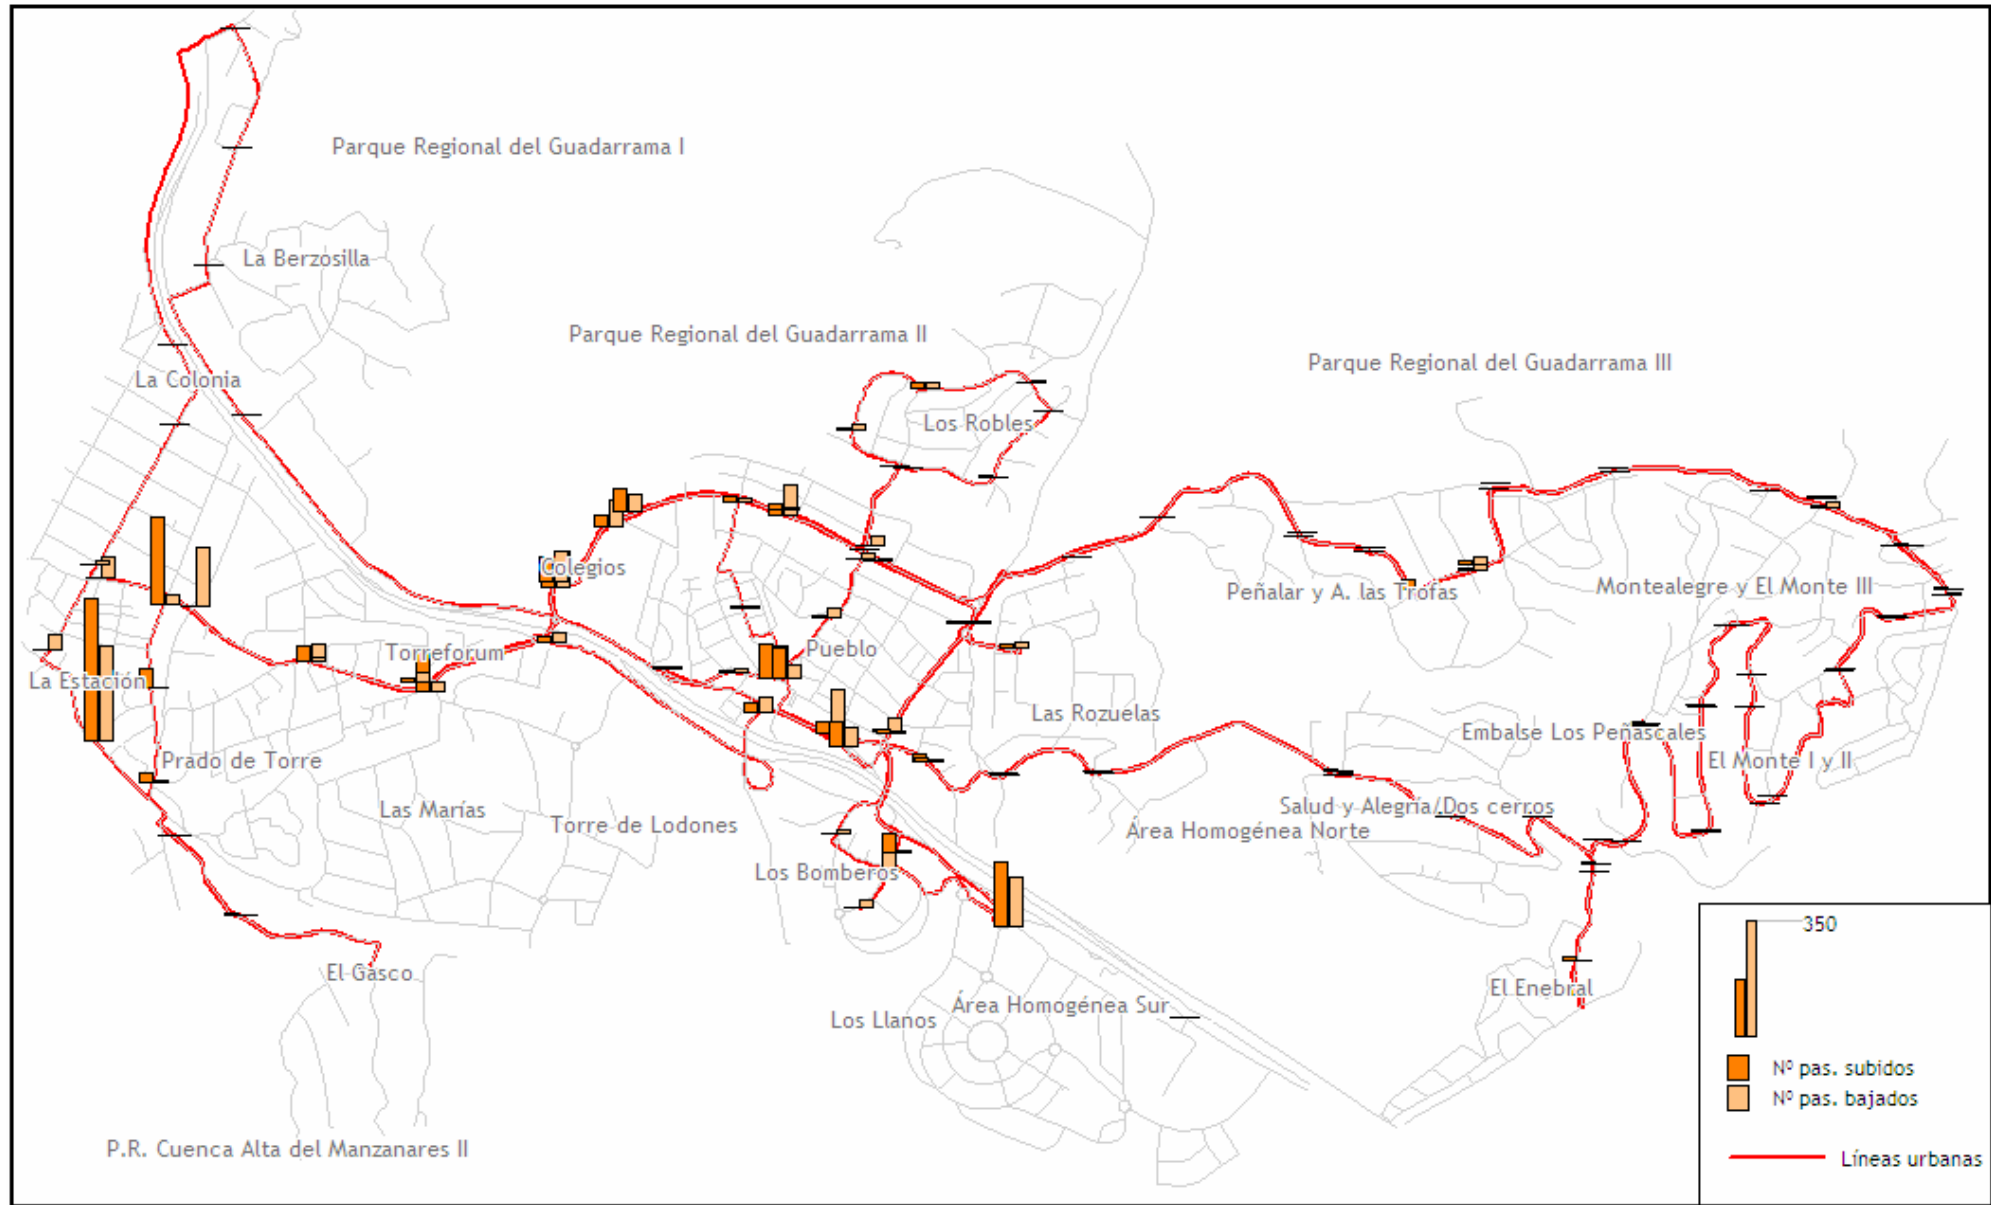 Parque Regional del Guadarrama I
La Berzosilla
Parque Regional del Guadarrama II
Parque Regional del Guadarrama III
La Colonia
Los Robles
Colegios
Peñalar y A. las Trofas
Montealegre y El Monte III
Torreforum
Pueblo
La Estación
Las Rozuelas
Embalse Los Peñascales
Prado de Torre
El Monte I y II
Las Marías
Torre de Lodones
Salud y Alegria/Dos cerros
Área Homogénea Norte
Los Bomberos
350
El Gasco
El Enebral
Área Homogénea Sur
Los Llanos
Nº pas. subidos
Nº pas. bajados
P.R. Cuenca Alta del Manzanares II
Líneas urbanas